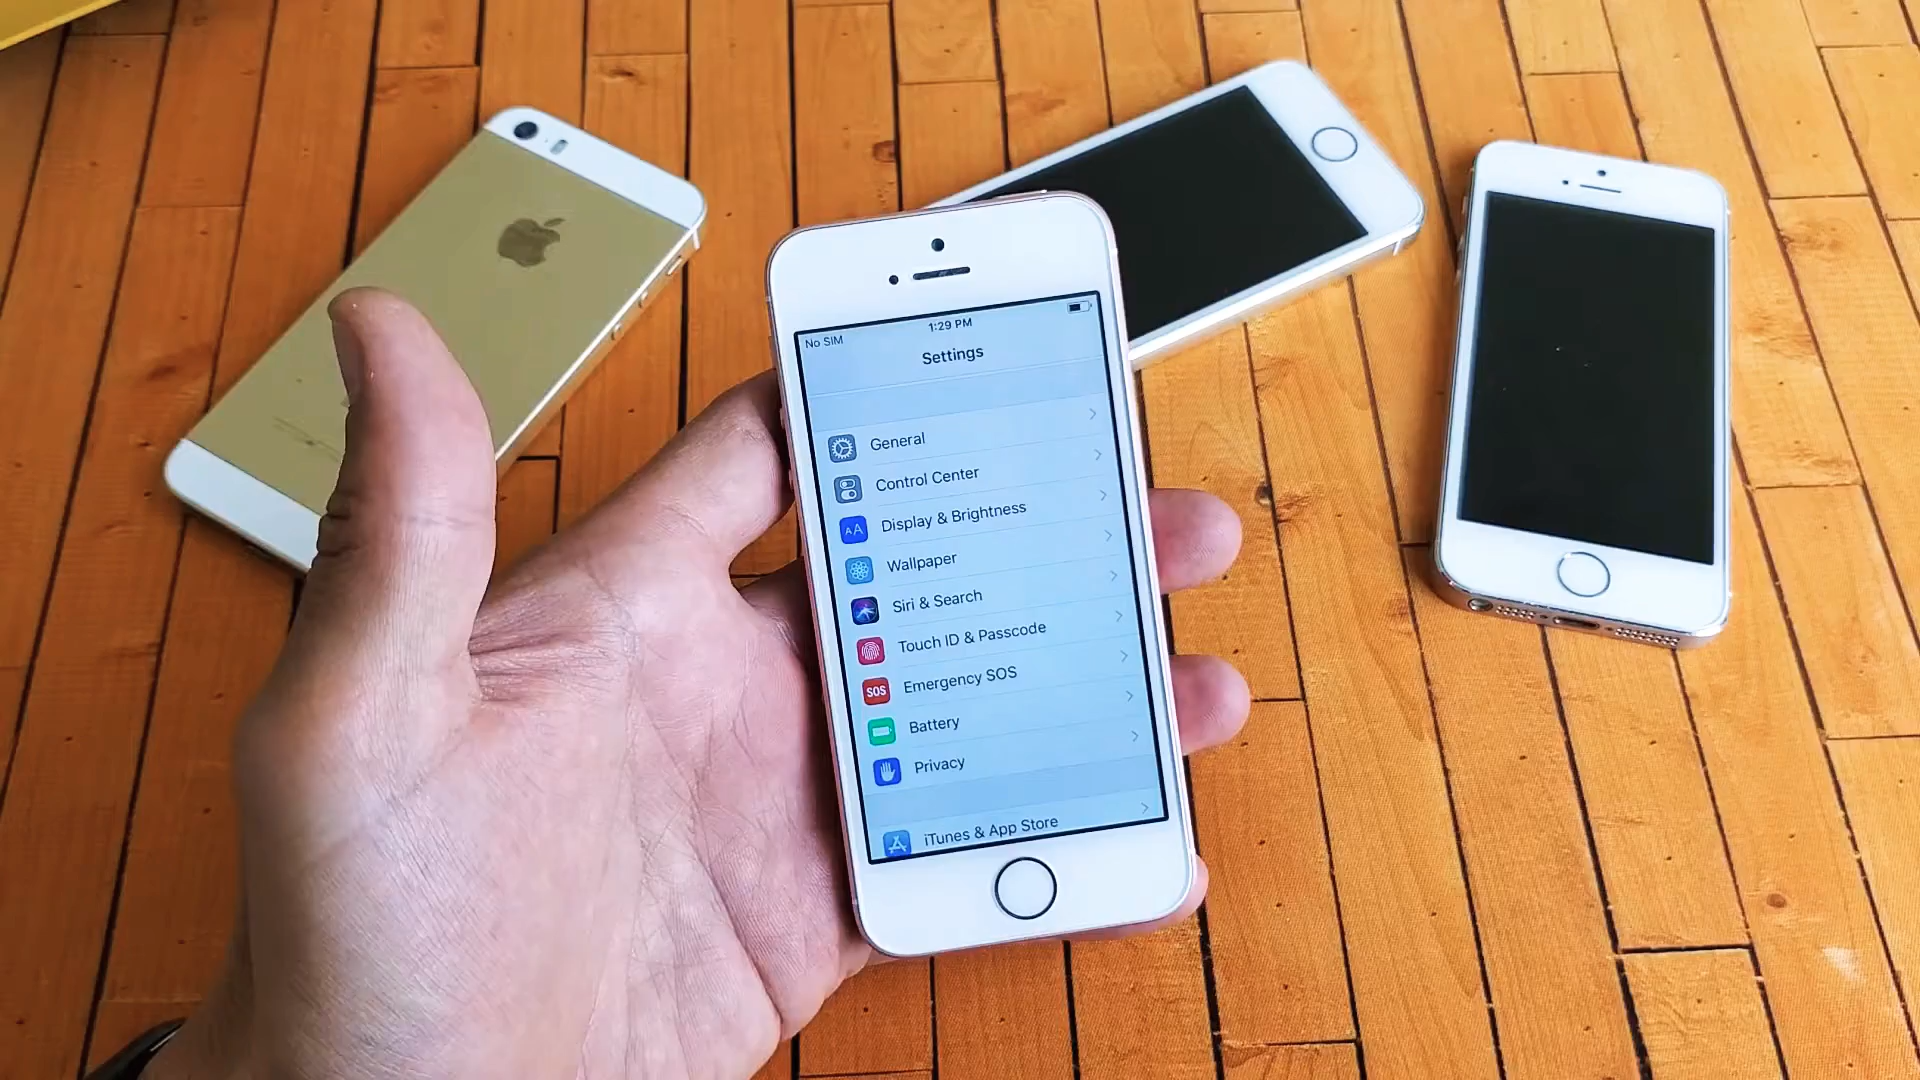 No SIM 1:29 PM
Settings
General
Control Center
AA Display & Brightness
Wallpaper
Siri & Search
Touch ID & Passcode
SOS Emergency SOS
Battery
Privacy
iTunes & App Store